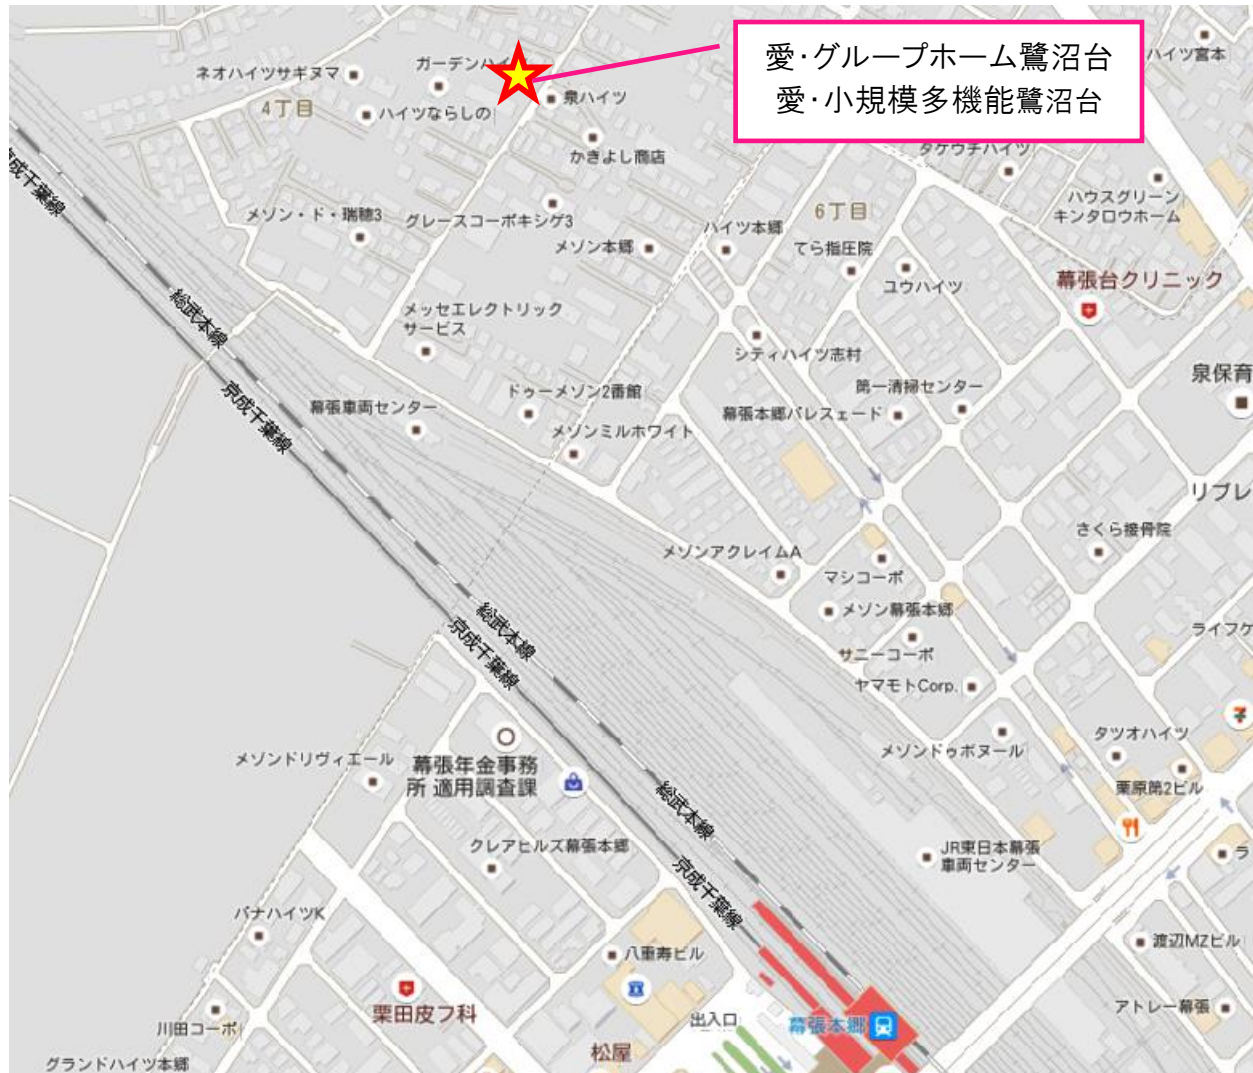 愛・グループホーム鷺沼台
愛・小規模多機能鷺沼台
ハイツ宮本
ネオハイツサギヌマ
ガーデンハイ
4丁目
ハイツならしの
泉ハイツ
かきよし商店
タケウチハイツ
ハウスグリーン
キンタロウホーム
京成千葉線
メゾン・ド・瑞穂3
グレースコーポキシゲ3
メゾン本郷
ハイツ本郷
6丁目
てら指圧院
ユウハイツ
幕張台クリニック
総武本線
メッセエレクトリック
サービス
シティハイツ志村
泉保育
京成千葉線
幕張車両センター
ドゥーメゾン2番館
メゾンミルホワイト
第一清掃センター
幕張本郷パレスェード
リブレ
さくら接骨院
メゾンアクレイムA
マシコーポ
メゾン幕張本郷
サニーコーポ
ヤマモトCorp.
ライフケ
総武本線
京成千葉線
メゾンドリヴィエール
幕張年金事務
所 適用調査課
メゾンドゥボヌール
タツオハイツ
栗原第2ビル
総武本線
クレアヒルズ幕張本郷
京成千葉線
JR東日本幕張
車両センター
ラ
パナハイツK
八重寿ビル
渡辺MZビル
栗田皮フ科
川田コーポ
出入口
幕張本郷
アトレー幕張
松屋
グランドハイツ本郷